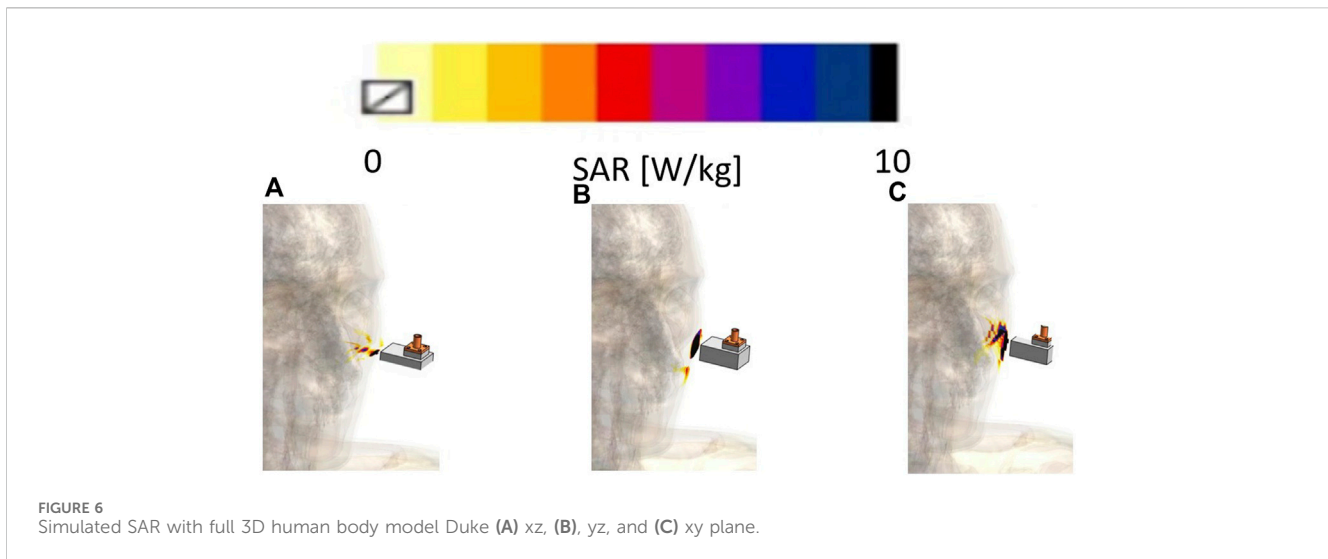 0
SAR [W/kg]
10
A
B
C
FIGURE 6
Simulated SAR with full 3D human body model Duke (A) xz, (B), yz, and (C) xy plane.